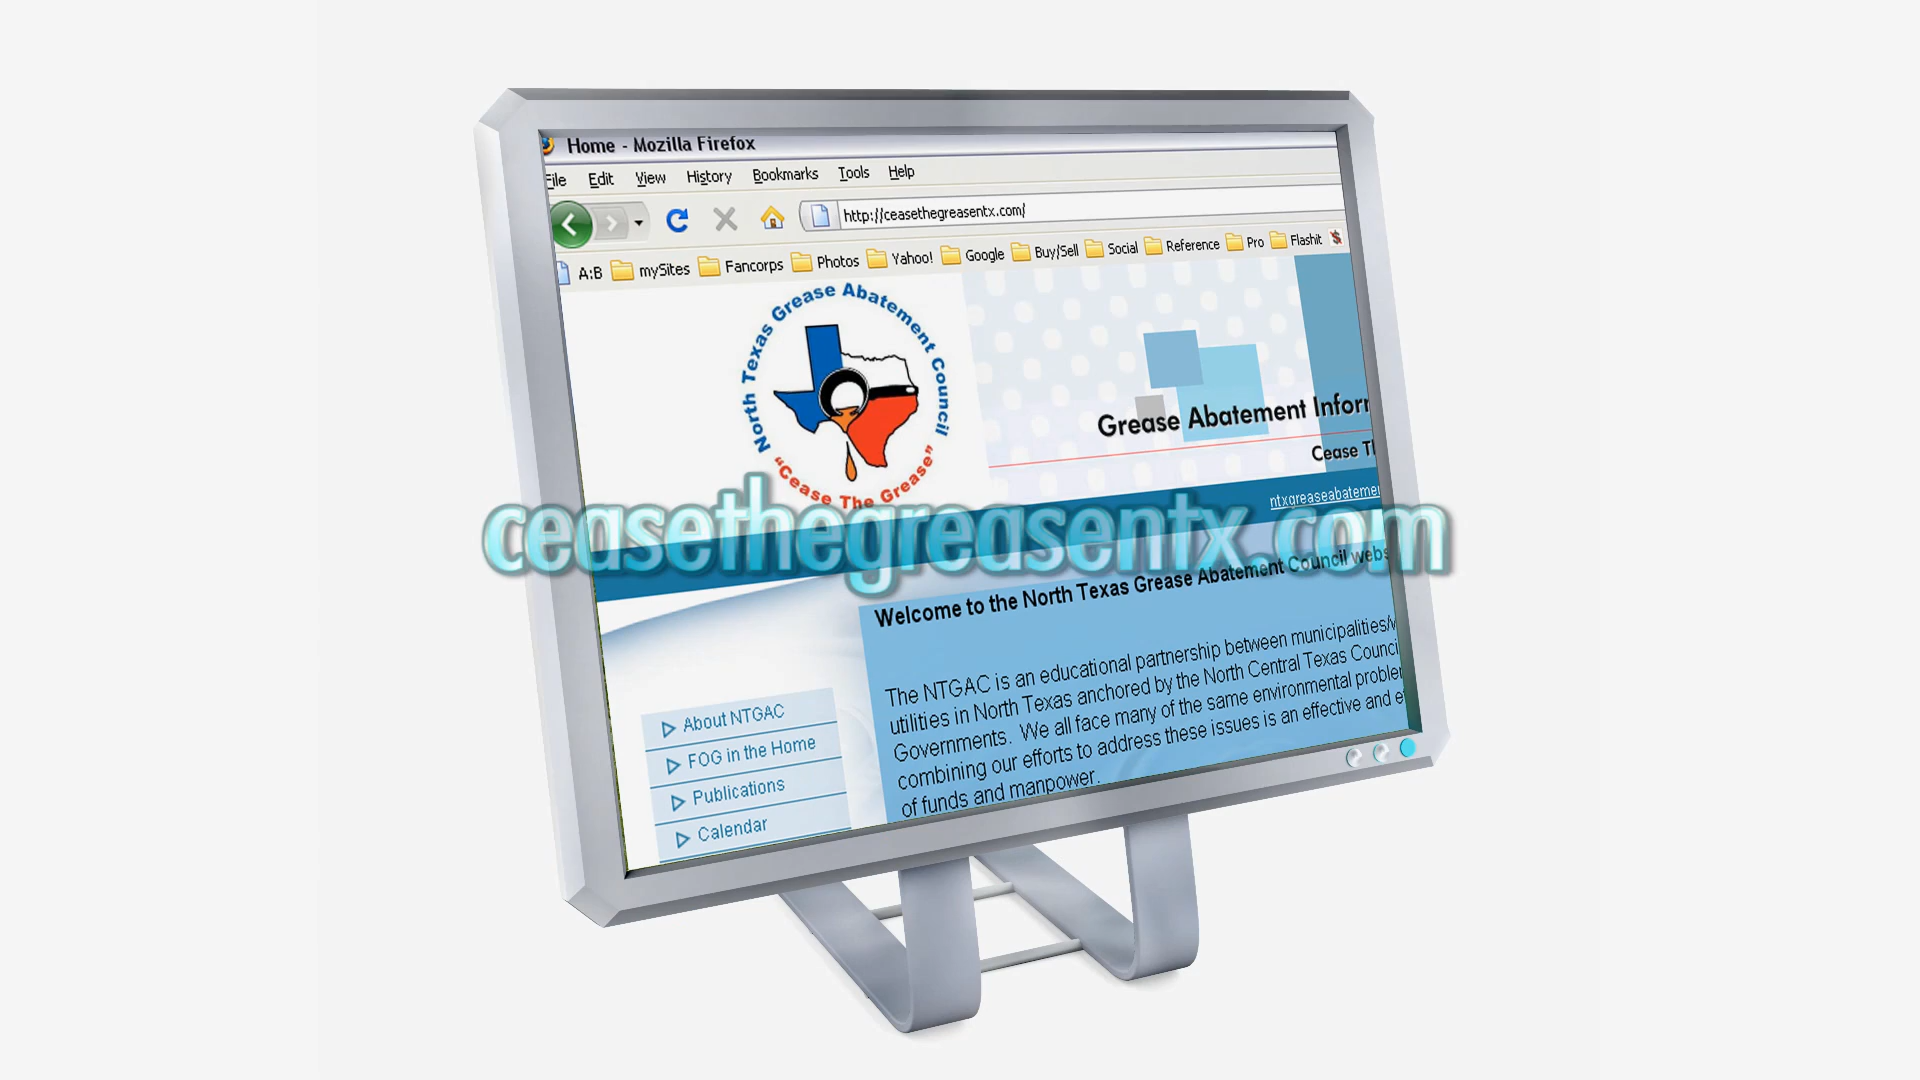 Home - Mozilla Firefox
File Edit View History Bookmarks Tools Help
http://ceasethegreasentx.com/
A:B mySites Fancorps Photos Yahoo! Google Buy/Sell Social Reference Pro Flashit
North Texas Grease Abatement Council
"Cease The Grease"
Grease Abatement Inform
Cease Th
ntxgreaseabatemen
ceasethegreasentx.com
Welcome to the North Texas Grease Abatement Council webs
The NTGAC is an educational partnership between municipalities/
utilities in North Texas anchored by the North Central Texas Counci
Governments. We all face many of the same environmental problem
combining our efforts to address these issues is an effective and e
of funds and manpower.
About NTGAC
FOG in the Home
Publications
Calendar